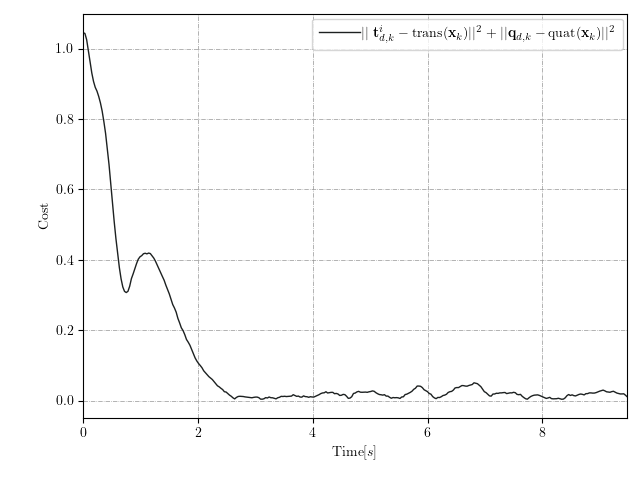 || t^i_{d,k} − trans(x_k)||^2 + ||q_{d,k} − quat(x_k)||^2
1.0
0.8
0.6
0.4
0.2
0.0
Cost
0 2 4 6 8
Time[s]